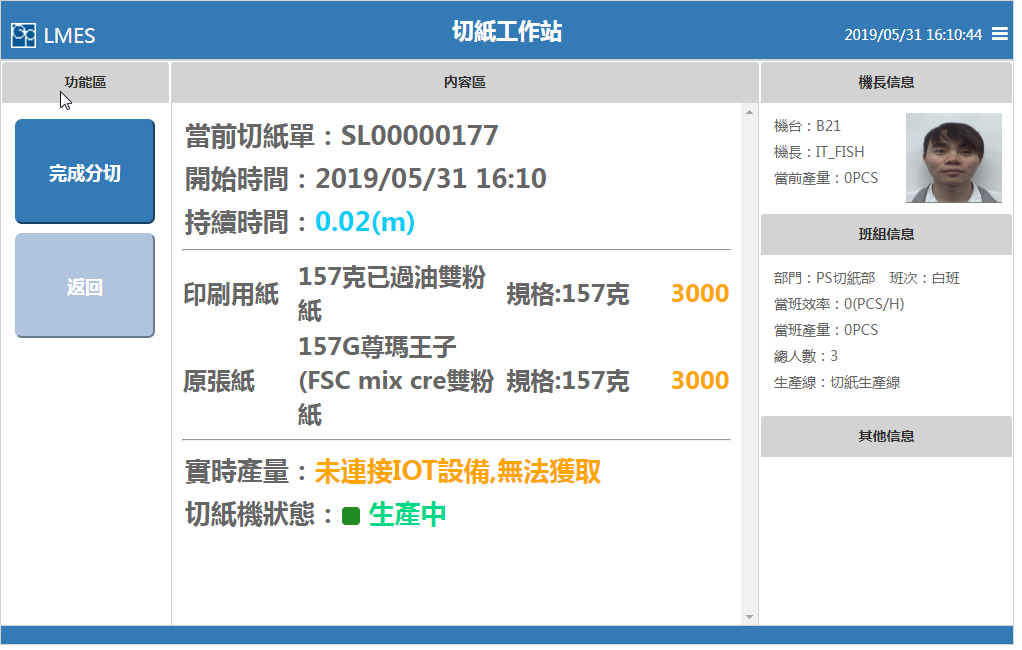 LMES
切紙工作站
2019/05/31 16:10:44
功能區
內容區
機長信息
完成分切
返回
當前切紙單：SL00000177
開始時間：2019/05/31 16:10
持續時間：0.02(m)
印刷用紙 157克已過油雙粉 規格:157克 3000
紙
157G尊瑪王子
原張紙 (FSC mix cre雙粉 規格:157克 3000
紙
實時產量：未連接IOT設備,無法獲取
切紙機狀態：生產中
機台：B21
機長：IT_FISH
當前產量：0PCS
班組信息
部門：PS切紙部 班次：白班
當班效率：0(PCS/H)
當班產量：0PCS
總人數：3
生產線：切紙生產線
其他信息